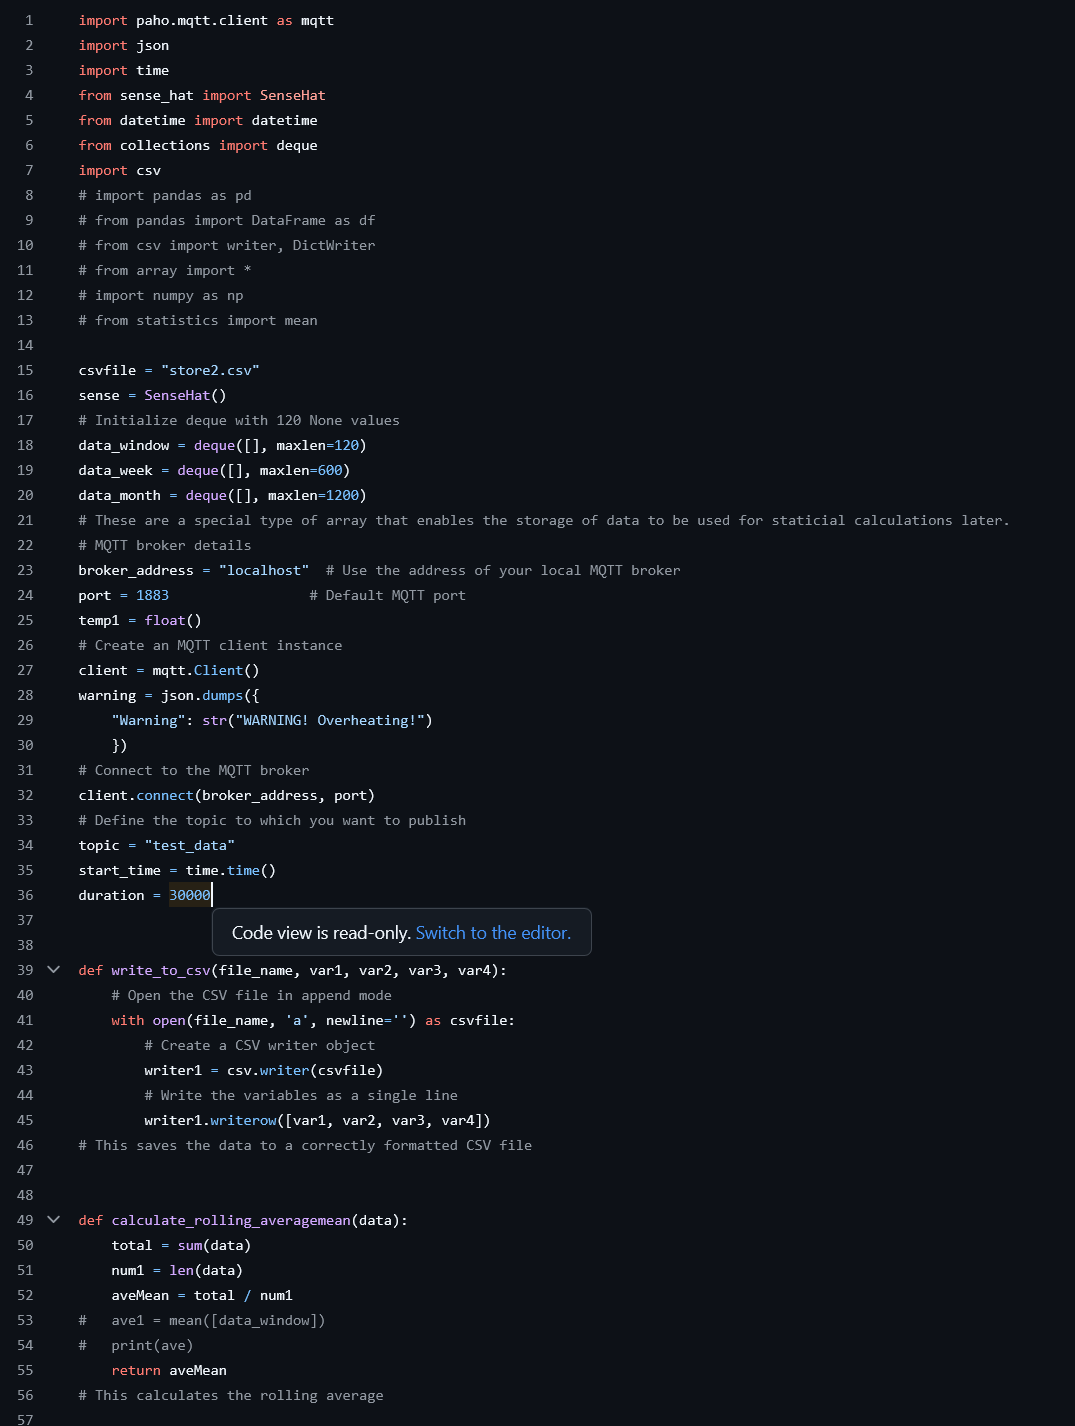 1 import paho.mqtt.client as mqtt
2 import json
3 import time
4 from sense_hat import SenseHat
5 from datetime import datetime
6 from collections import deque
7 import csv
8 # import pandas as pd
9 # from pandas import DataFrame as df
10 # from csv import writer, DictWriter
11 # from array import *
12 # import numpy as np
13 # from statistics import mean
14
15 csvfile = "store2.csv"
16 sense = SenseHat()
17 # Initialize deque with 120 None values
18 data_window = deque([], maxlen=120)
19 data_week = deque([], maxlen=600)
20 data_month = deque([], maxlen=1200)
21 # These are a special type of array that enables the storage of data to be used for staticial calculations later.
22 # MQTT broker details
23 broker_address = "localhost"  # Use the address of your local MQTT broker
24 port = 1883                 # Default MQTT port
25 temp1 = float()
26 # Create an MQTT client instance
27 client = mqtt.Client()
28 warning = json.dumps({
29     "Warning": str("WARNING! Overheating!")
30     })
31 # Connect to the MQTT broker
32 client.connect(broker_address, port)
33 # Define the topic to which you want to publish
34 topic = "test_data"
35 start_time = time.time()
36 duration = 30000
37
Code view is read-only. Switch to the editor.
38
39 def write_to_csv(file_name, var1, var2, var3, var4):
40     # Open the CSV file in append mode
41     with open(file_name, 'a', newline='') as csvfile:
42         # Create a CSV writer object
43         writer1 = csv.writer(csvfile)
44         # Write the variables as a single line
45         writer1.writerow([var1, var2, var3, var4])
46 # This saves the data to a correctly formatted CSV file
47
48
49 def calculate_rolling_averagemean(data):
50     total = sum(data)
51     num1 = len(data)
52     aveMean = total / num1
53 #   ave1 = mean([data_window])
54 #   print(ave)
55     return aveMean
56 # This calculates the rolling average
57